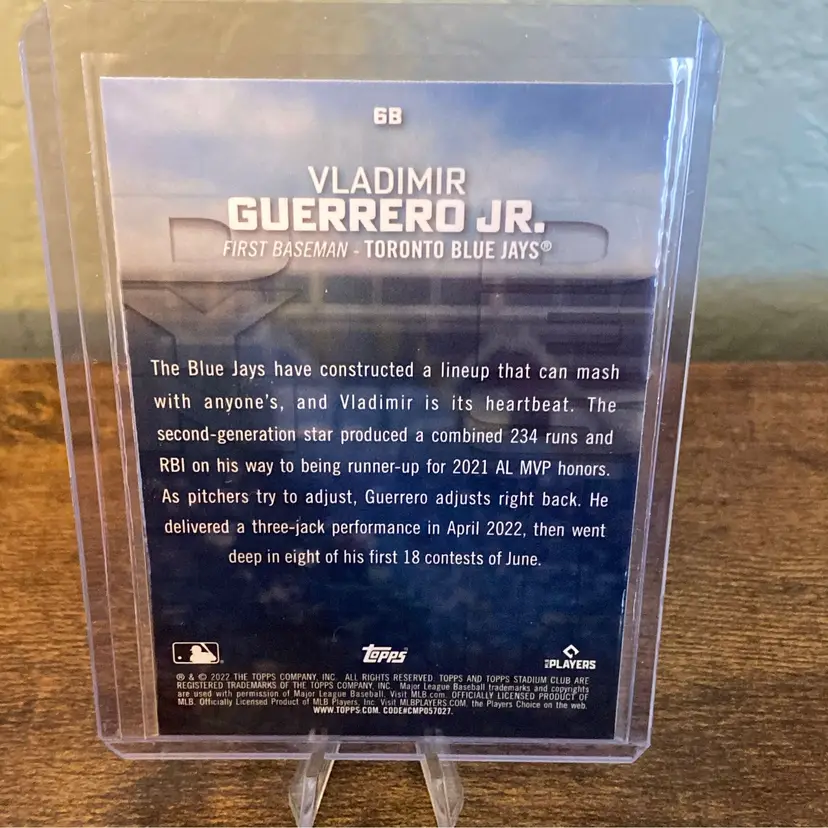 6B
VLADIMIR
GUERRERO JR.
FIRST BASEMAN - TORONTO BLUE JAYS®
The Blue Jays have constructed a lineup that can mash
with anyone's, and Vladimir is its heartbeat. The
second-generation star produced a combined 234 runs and
RBI on his way to being runner-up for 2021 AL MVP honors.
As pitchers try to adjust, Guerrero adjusts right back. He
delivered a three-jack performance in April 2022, then went
deep in eight of his first 18 contests of June.
Topps
MLB PLAYERS
® & © 2022 THE TOPPS COMPANY, INC. ALL RIGHTS RESERVED. TOPPS AND TOPPS STADIUM CLUB ARE
REGISTERED TRADEMARKS OF THE TOPPS COMPANY, INC. Major League Baseball trademarks and copyrights
are used with permission of Major League Baseball. Visit MLB.com. OFFICIALLY LICENSED PRODUCT OF
MLB. Officially Licensed Product of MLB Players, Inc. Visit MLBPLAYERS.COM, the Players Choice on the web.
WWW.TOPPS.COM. CODE#CMP057027.